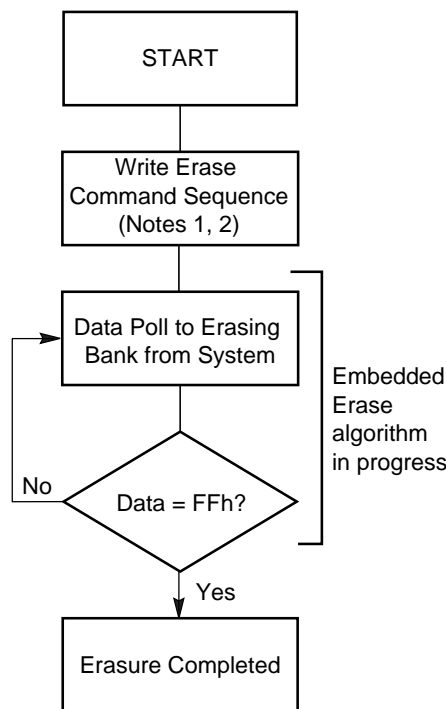 START
Write Erase
Command Sequence
(Notes 1, 2)
Data Poll to Erasing
Bank from System
Embedded
Erase
algorithm
in progress
No
Data = FFh?
Yes
Erasure Completed